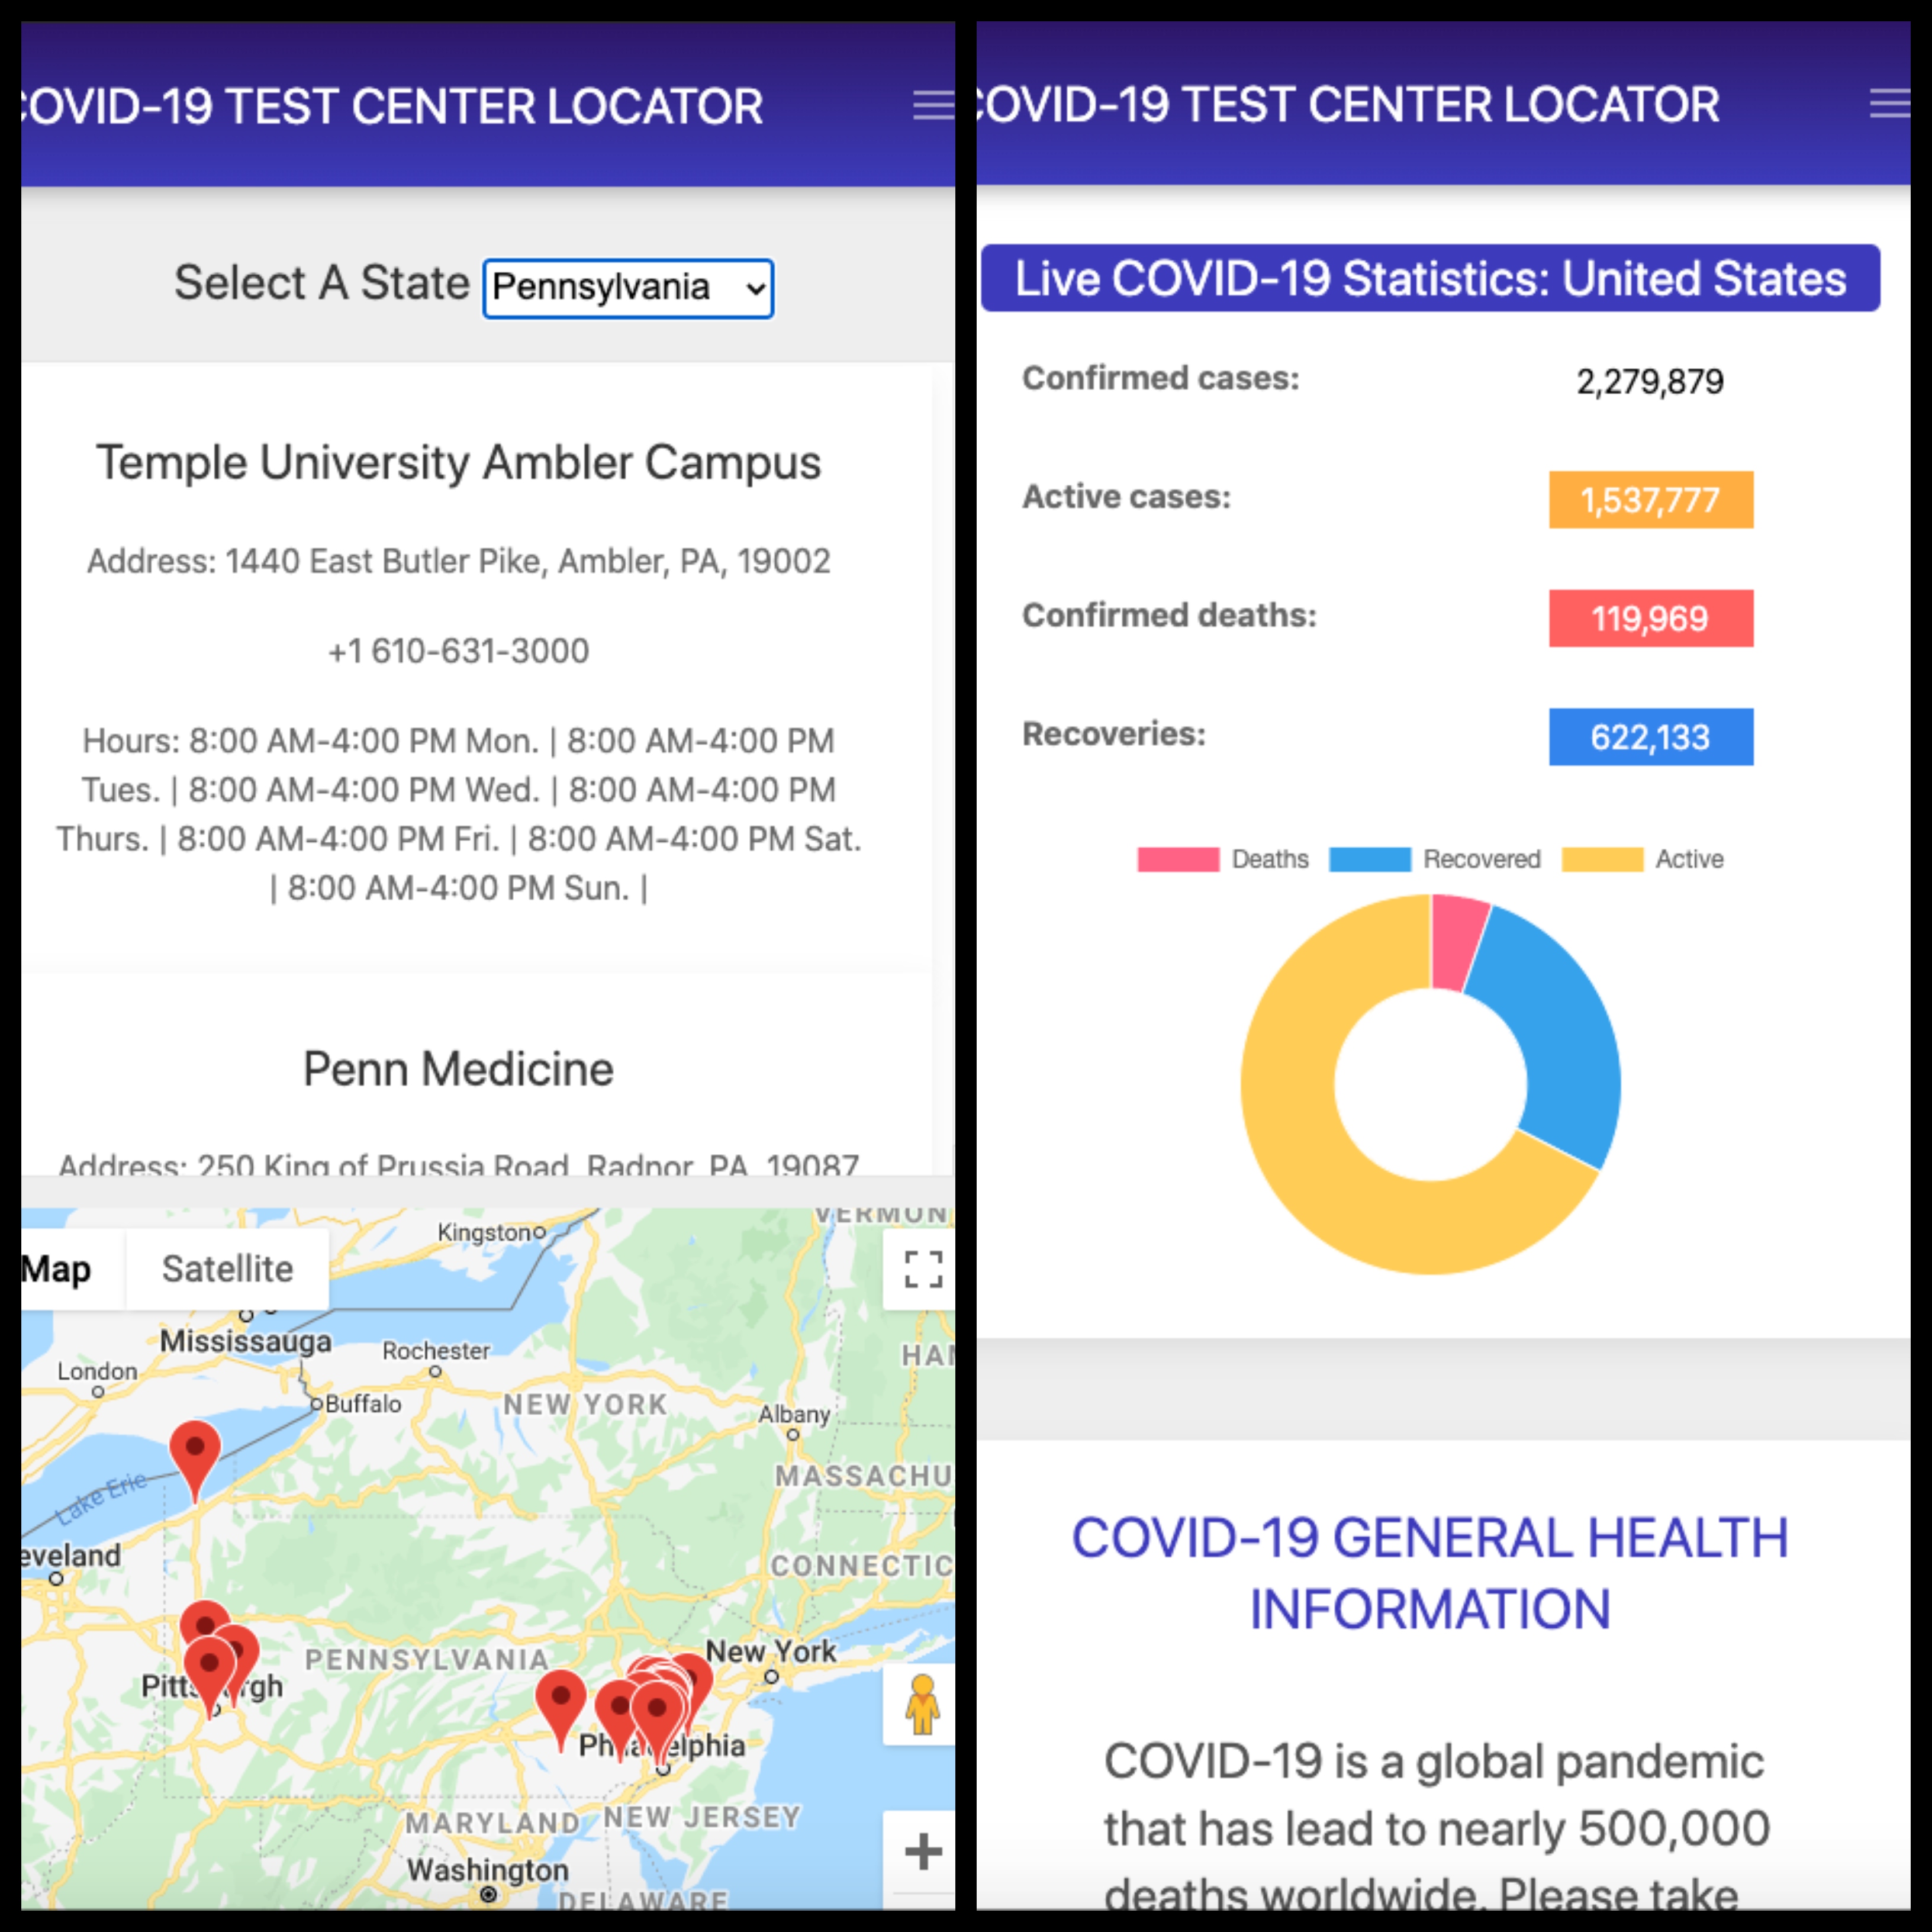 COVID-19 TEST CENTER LOCATOR
Select A State Pennsylvania
Temple University Ambler Campus
Address: 1440 East Butler Pike, Ambler, PA, 19002
+1 610-631-3000
Hours: 8:00 AM-4:00 PM Mon. | 8:00 AM-4:00 PM
Tues. | 8:00 AM-4:00 PM Wed. | 8:00 AM-4:00 PM
Thurs. | 8:00 AM-4:00 PM Fri. | 8:00 AM-4:00 PM Sat.
| 8:00 AM-4:00 PM Sun. |
Penn Medicine
Address: 250 King of Prussia Road, Radnor, PA, 19087
Map Satellite
Kingston
VERMON
Mississauga
London
Rochester
HAM
Buffalo
NEW YORK
Albany
MASSACHU
Lake Erie
eveland
CONNECTIC
PENNSYLVANIA
New York
Pitts rgh
Ph elphia
MARYLAND
NEW JERSEY
Washington
DELAWARE
COVID-19 TEST CENTER LOCATOR
Live COVID-19 Statistics: United States
Confirmed cases: 2,279,879
Active cases: 1,537,777
Confirmed deaths: 119,969
Recoveries: 622,133
Deaths Recovered Active
COVID-19 GENERAL HEALTH
INFORMATION
COVID-19 is a global pandemic
that has lead to nearly 500,000
deaths worldwide. Please take